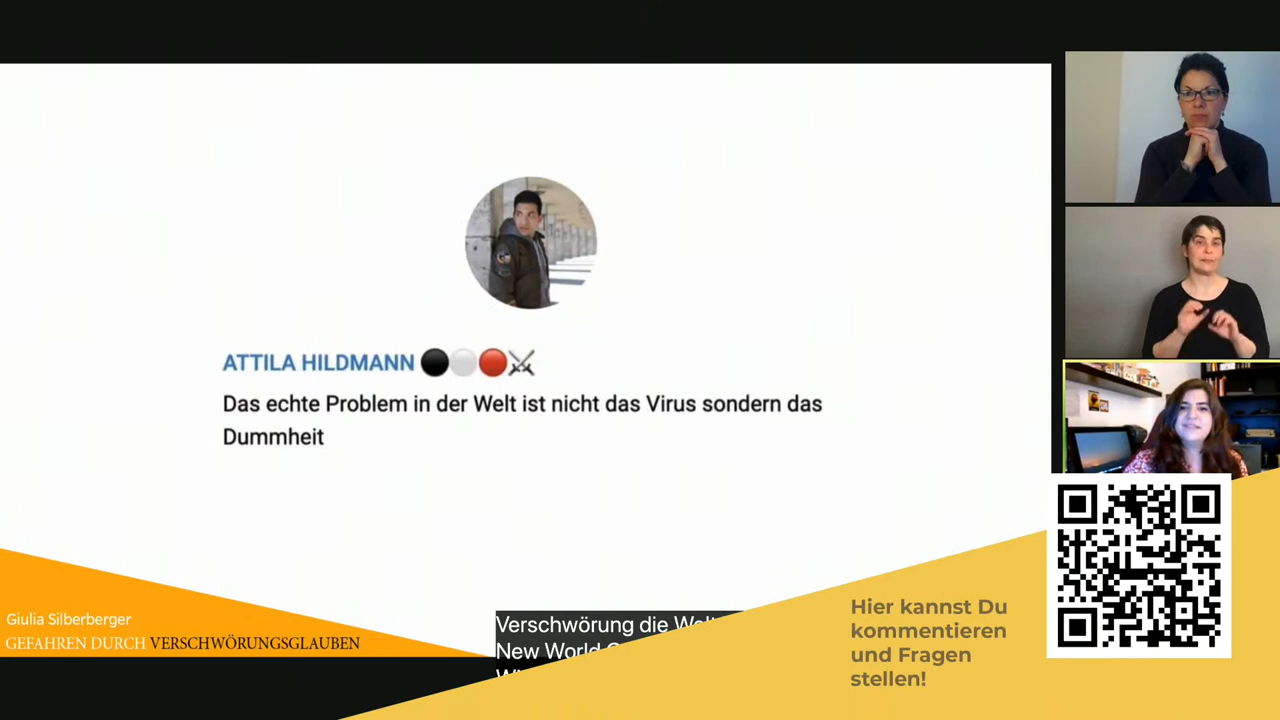 ATTILA HILDMANN
Das echte Problem in der Welt ist nicht das Virus sondern das
Dummheit
Giulia Silberberger
GEFAHREN DURCH VERSCHWÖRUNGSGLAUBEN
Verschwörung die
New World
Hier kannst Du
kommentieren
und Fragen
stellen!